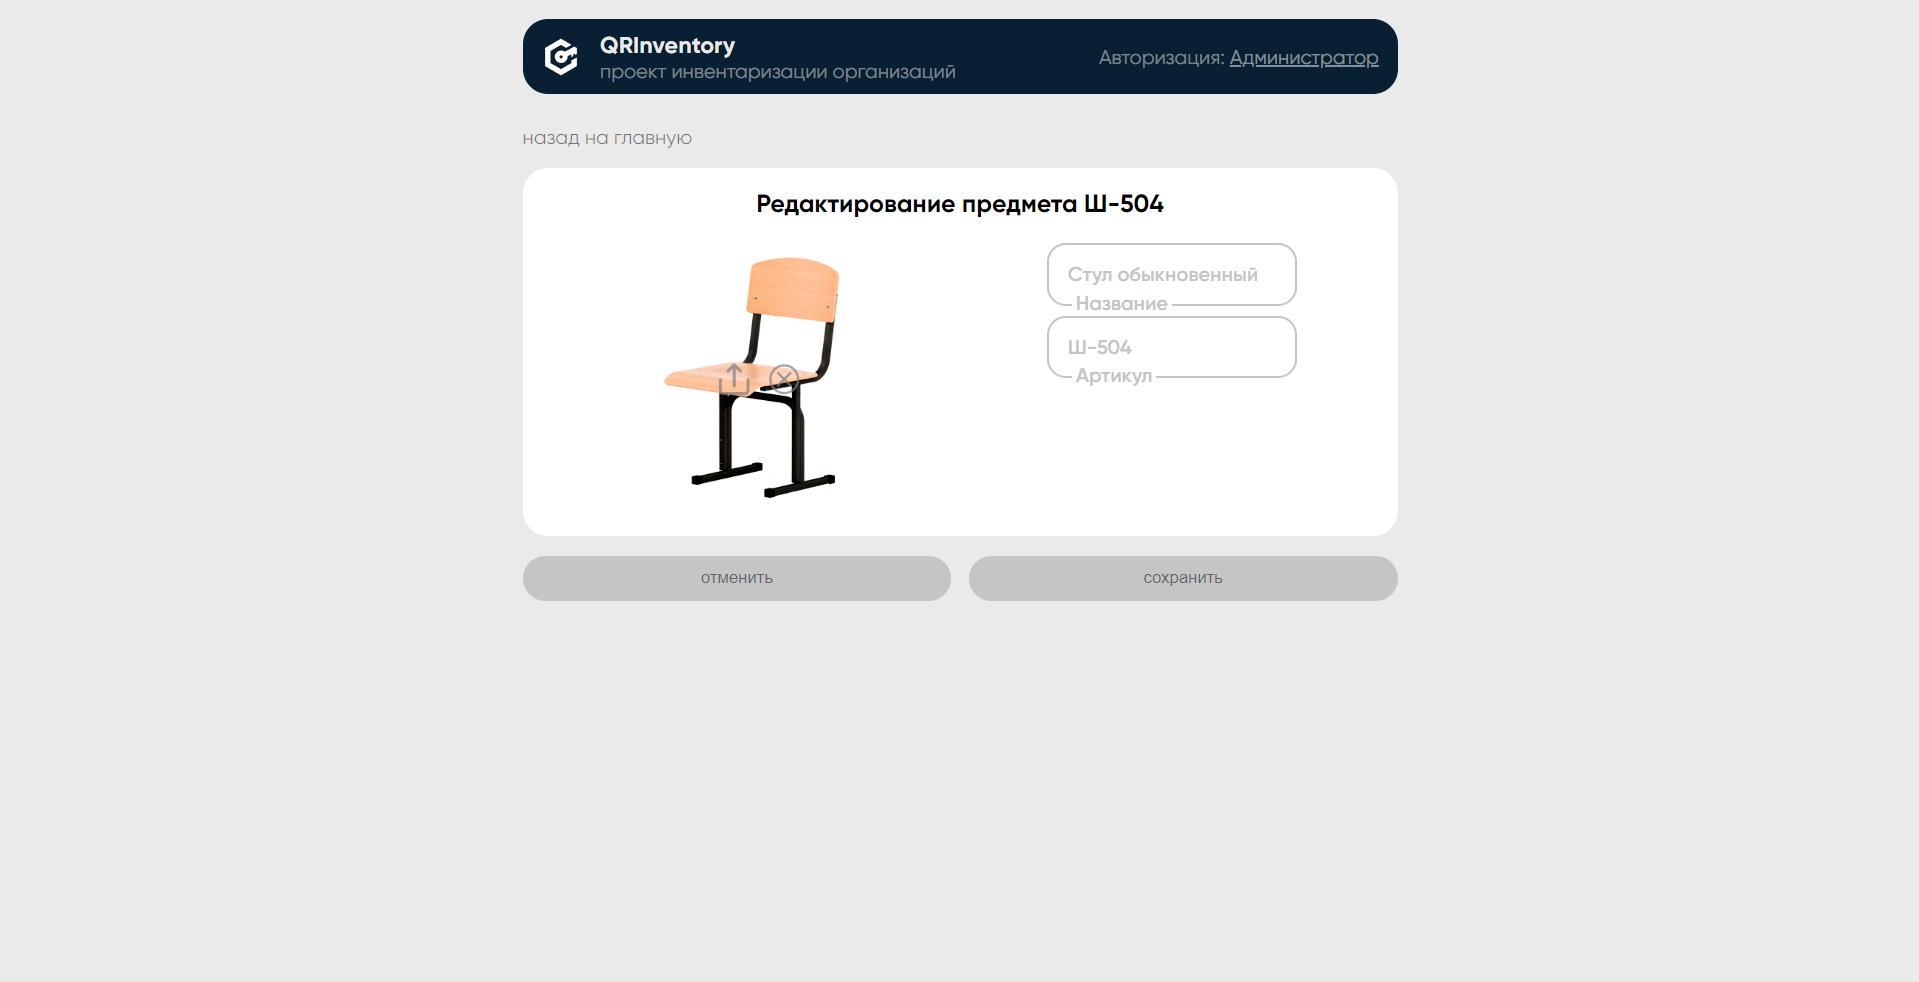 QRInventory
проект инвентаризации организаций
Авторизация: Администратор
назад на главную
Редактирование предмета Ш-504
Стул обыкновенный
Название
Ш-504
Артикул
отменить
сохранить